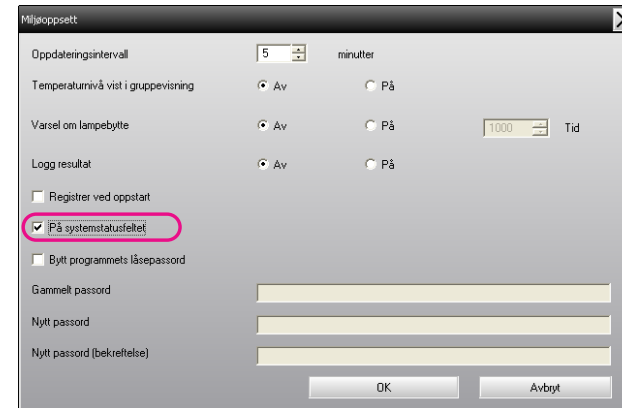 Miljøoppsett
Oppdateringsintervall 5 minutter
Temperaturnivå vist i gruppevisning Av På
Varsel om lampebytte Av På 1000 Tid
Logg resultat Av På
Registrer ved oppstart
På systemstatusfeltet
Bytt programmets låsepassord
Gammelt passord
Nytt passord
Nytt passord (bekreftelse)
OK Avbryt